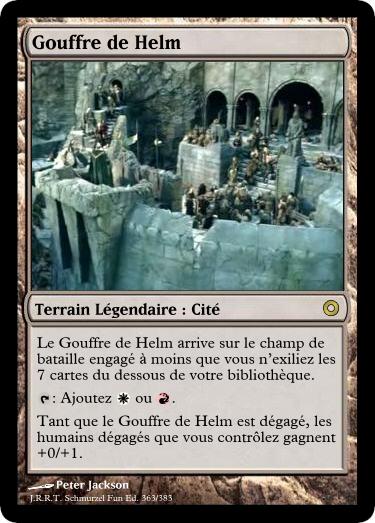 Gouffre de Helm
Terrain Légendaire : Cité
Le Gouffre de Helm arrive sur le champ de
bataille engagé à moins que vous n'exiliez les
7 cartes du dessous de votre bibliothèque.
: Ajoutez ou .
Tant que le Gouffre de Helm est dégagé, les
humains dégagés que vous contrôlez gagnent
+0/+1.
Peter Jackson
J.R.R.T. Schmurzel Fun Ed. 363/383